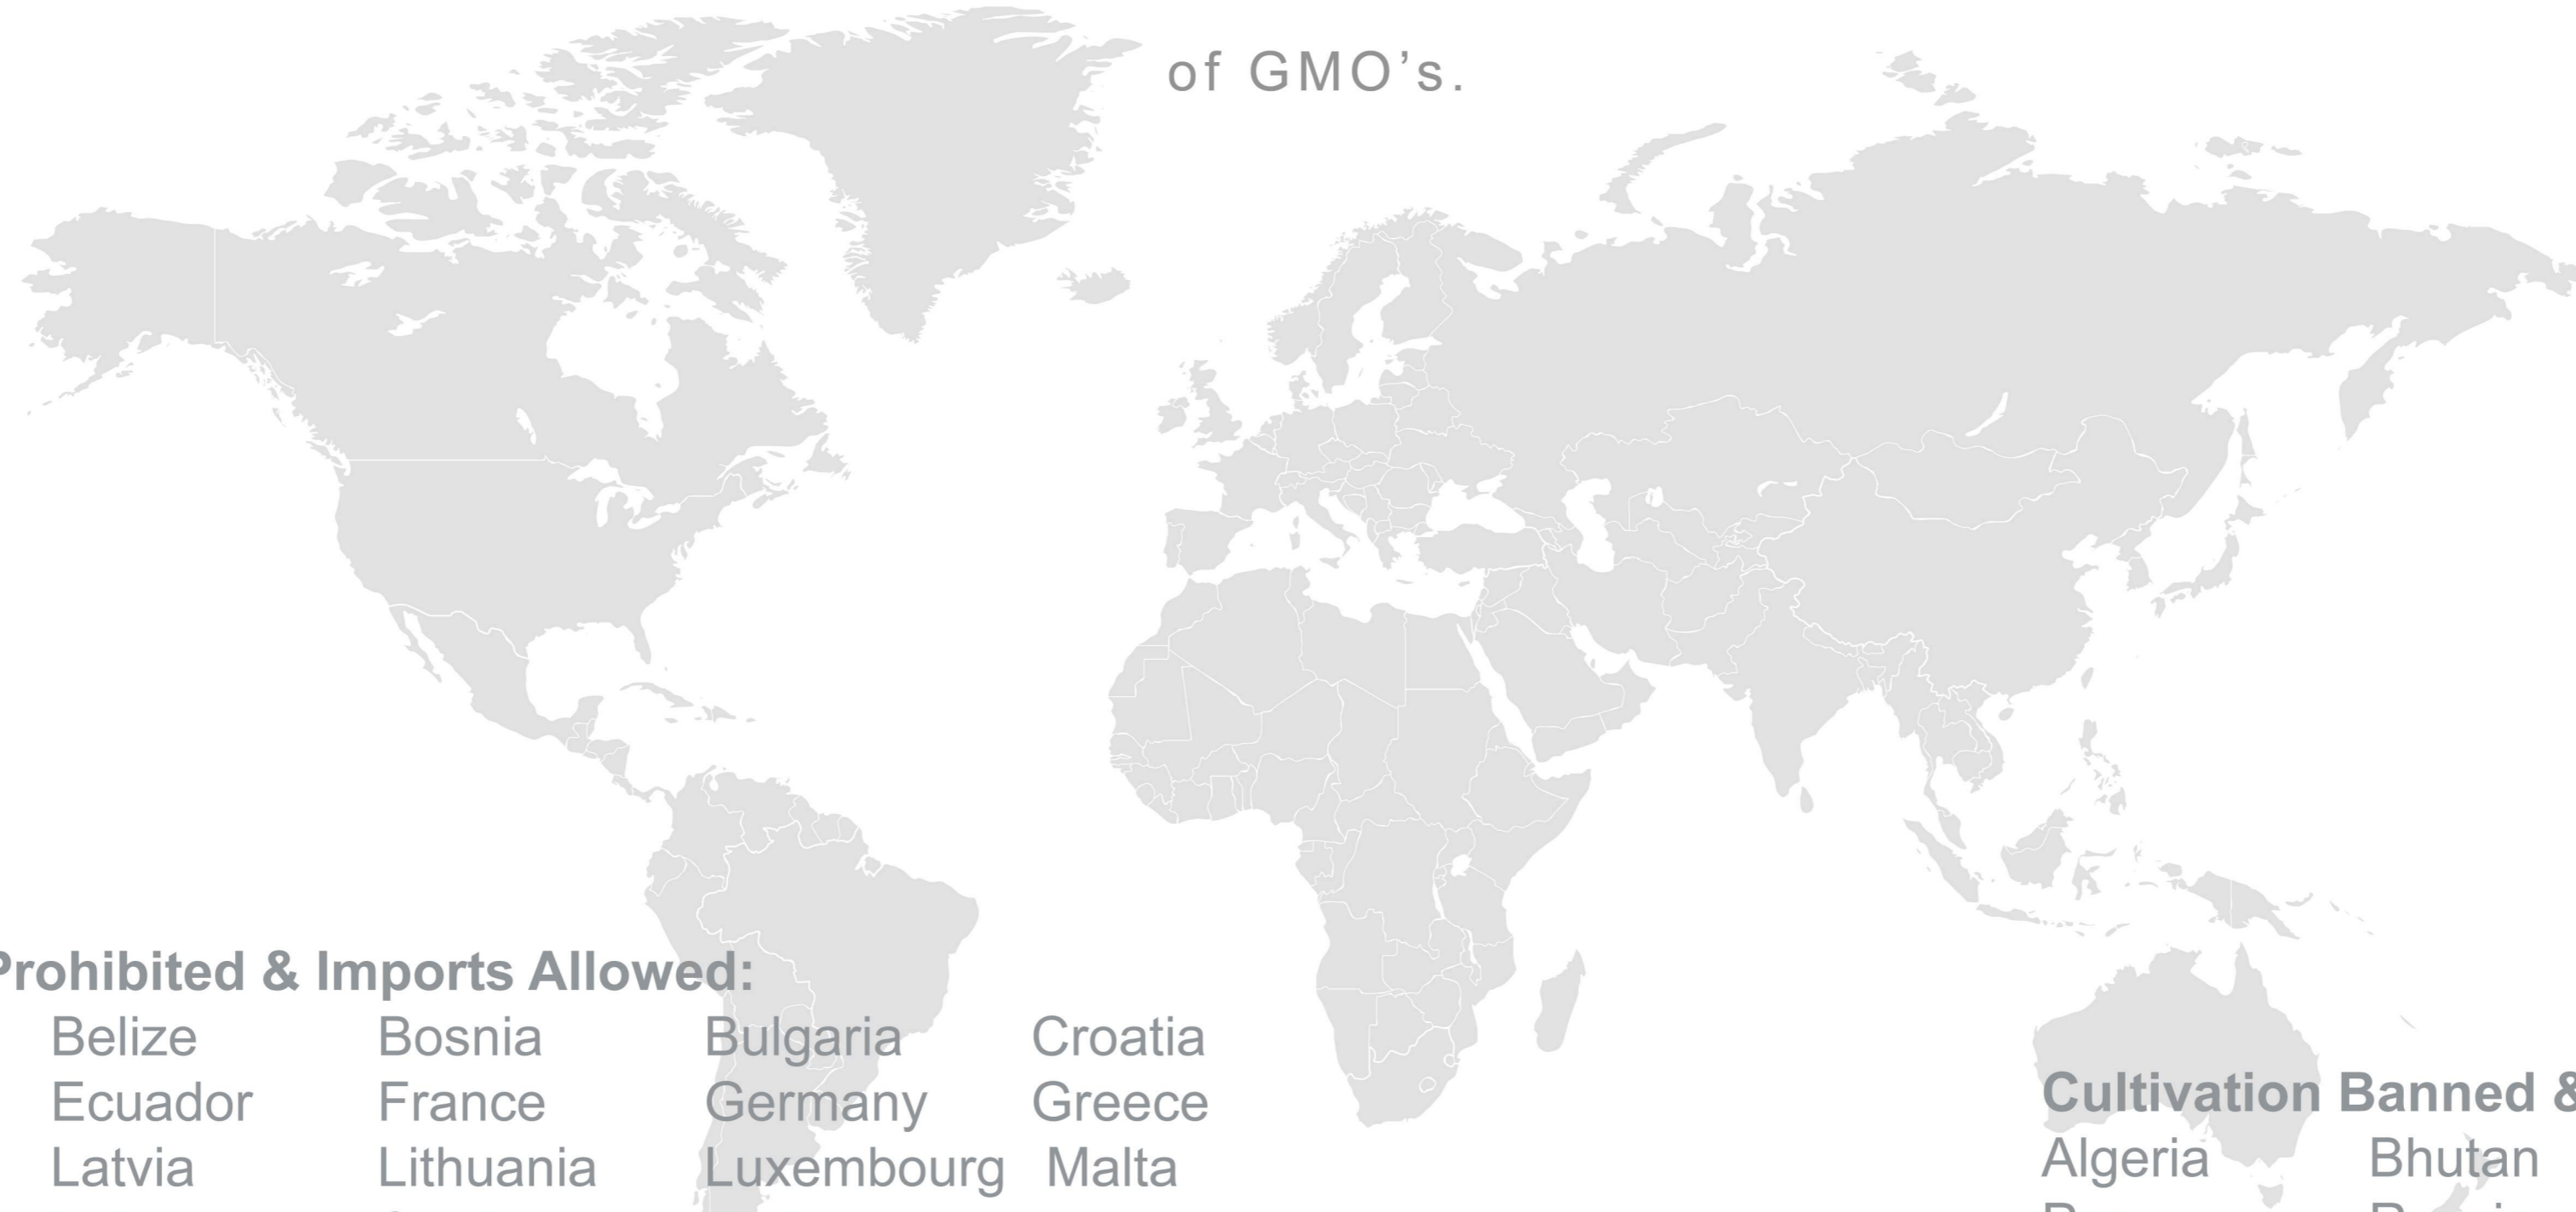 of GMO's.
Prohibited & Imports Allowed:
Belize Bosnia Bulgaria Croatia
Ecuador France Germany Greece
Latvia Lithuania Luxembourg Malta
Cultivation Banned &
Algeria Bhutan